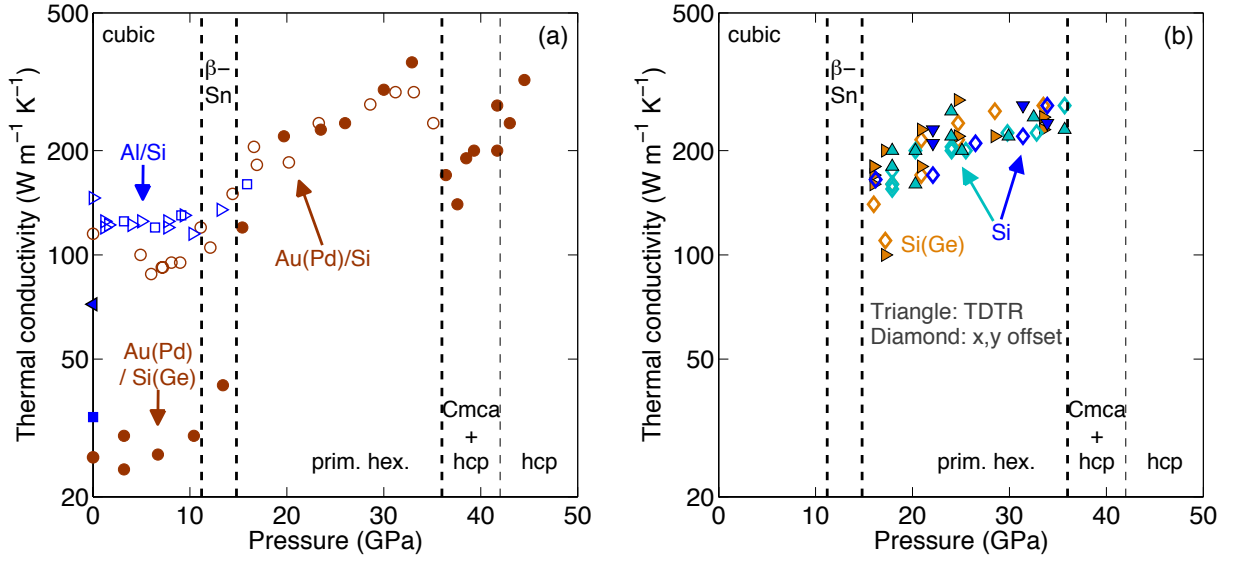 500
200
100
50
20
Thermal conductivity (W m⁻¹ K⁻¹)
cubic
β−
Sn
(a)
Al/Si
Au(Pd)/Si
Au(Pd)
/ Si(Ge)
Cmca
+
hcp
prim. hex.
hcp
0
10
20
30
40
50
Pressure (GPa)
500
200
100
50
20
Thermal conductivity (W m⁻¹ K⁻¹)
cubic
β−
Sn
(b)
Si
Si(Ge)
Triangle: TDTR
Diamond: x,y offset
Cmca
+
hcp
prim. hex.
hcp
0
10
20
30
40
50
Pressure (GPa)